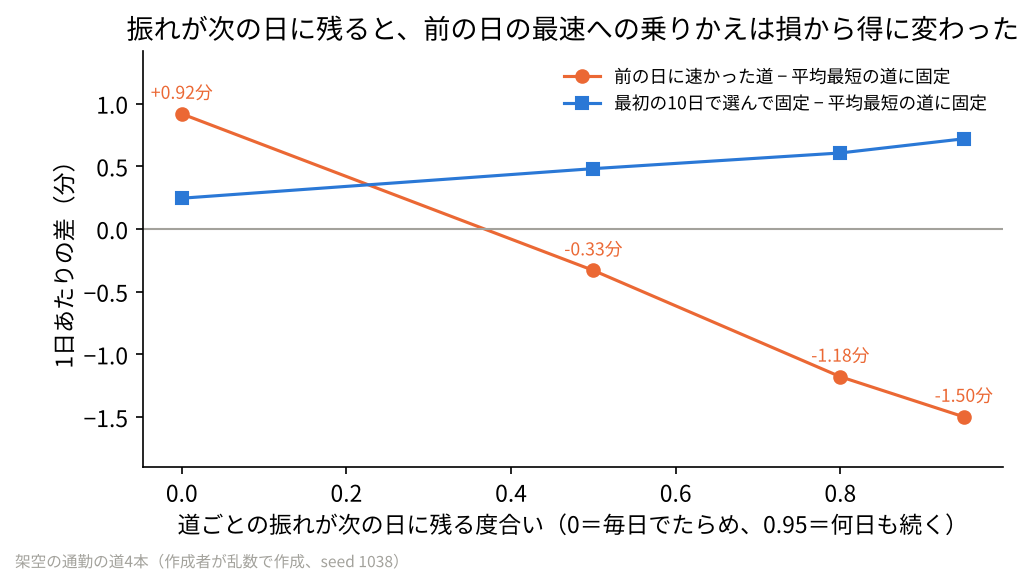 振れが次の日に残ると、前の日の最速への乗りかえは損から得に変わった
前の日に速かった道 − 平均最短の道に固定
最初の10日で選んで固定 − 平均最短の道に固定
+0.92分
-0.33分
-1.18分
-1.50分
1日あたりの差（分）
1.0
0.5
0.0
−0.5
−1.0
−1.5
0.0
0.2
0.4
0.6
0.8
道ごとの振れが次の日に残る度合い（0＝毎日でたらめ、0.95＝何日も続く）
架空の通勤の道4本（作成者が乱数で作成、seed 1038）